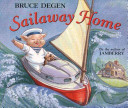 BRUCE DEGEN
Sailaway Home
By the author of
JAMBERRY